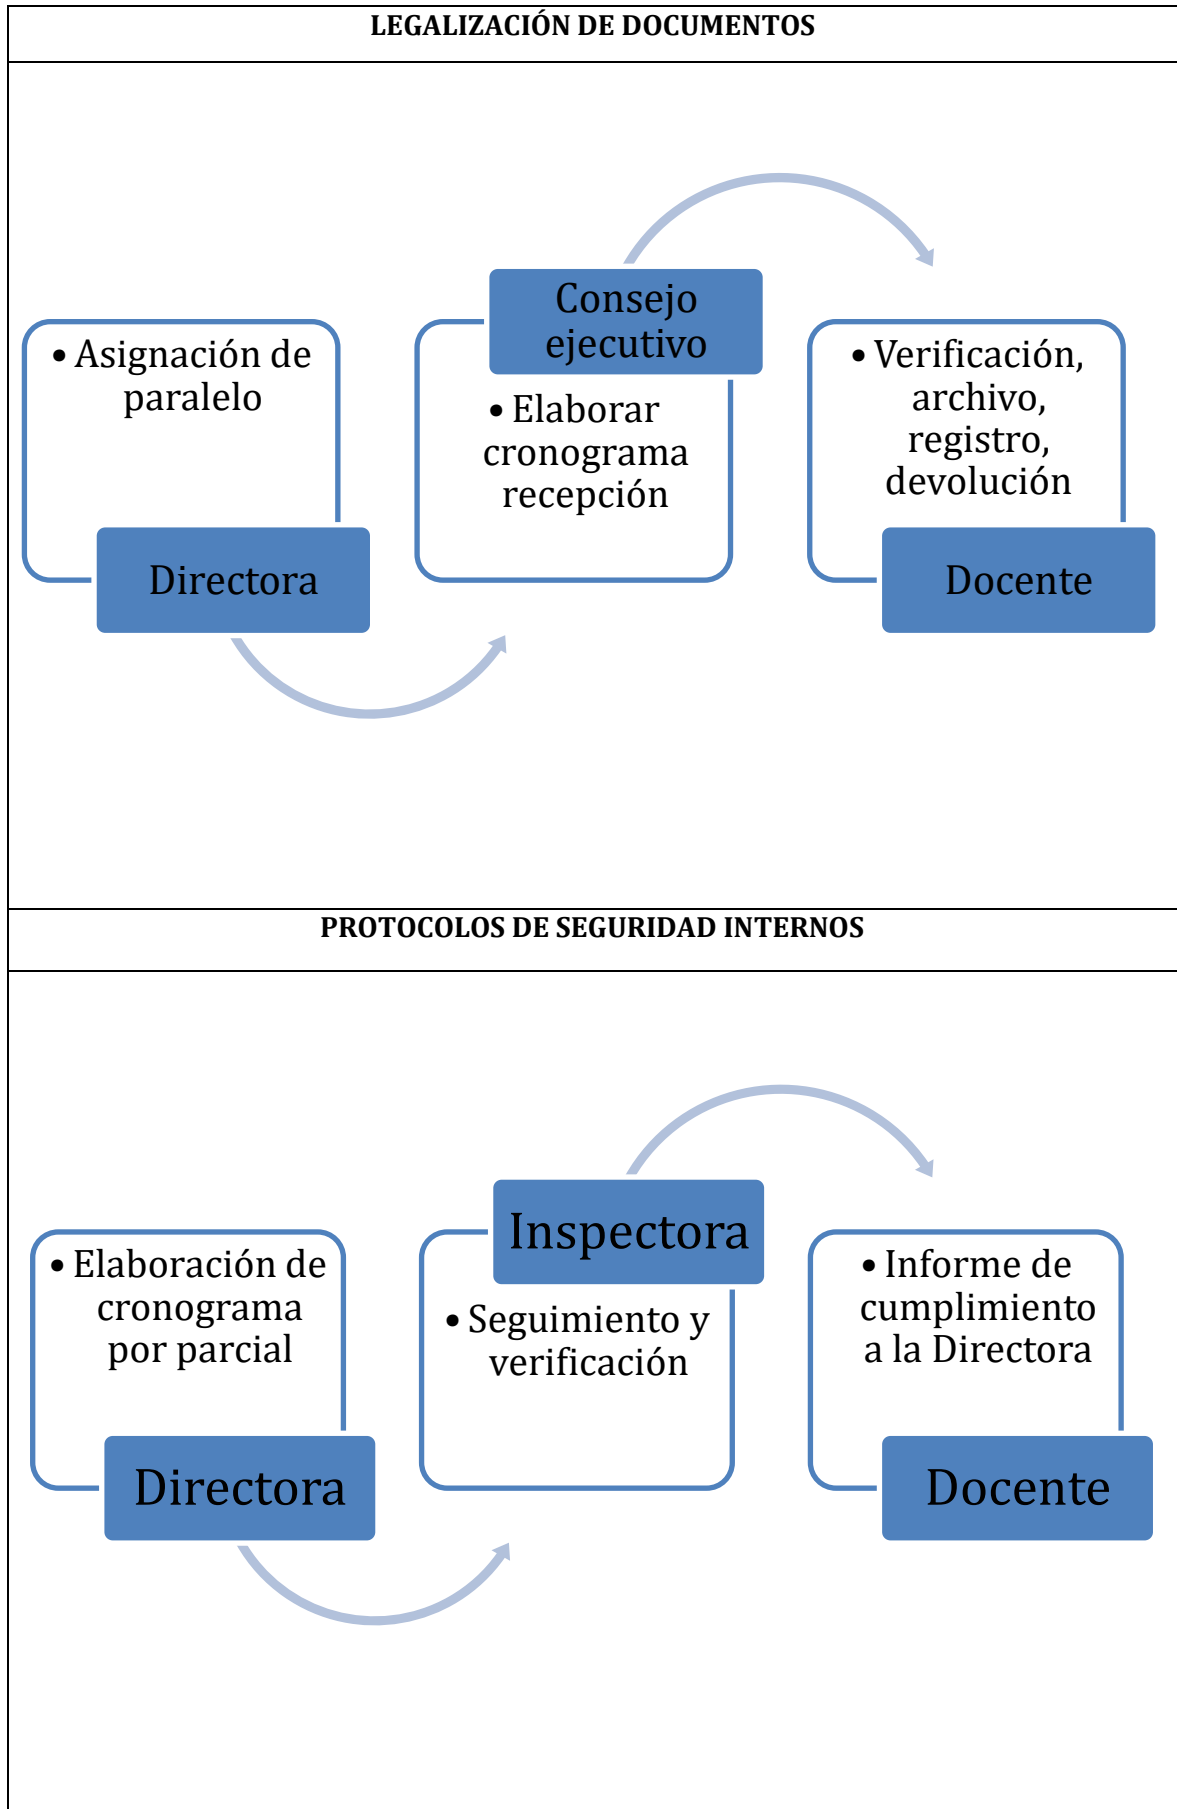 LEGALIZACIÓN DE DOCUMENTOS
• Asignación de
paralelo
Directora
Consejo
ejecutivo
• Elaborar
cronograma
recepción
• Verificación,
archivo,
registro,
devolución
Docente
PROTOCOLOS DE SEGURIDAD INTERNOS
• Elaboración de
cronograma
por parcial
Directora
Inspectora
• Seguimiento y
verificación
• Informe de
cumplimiento
a la Directora
Docente